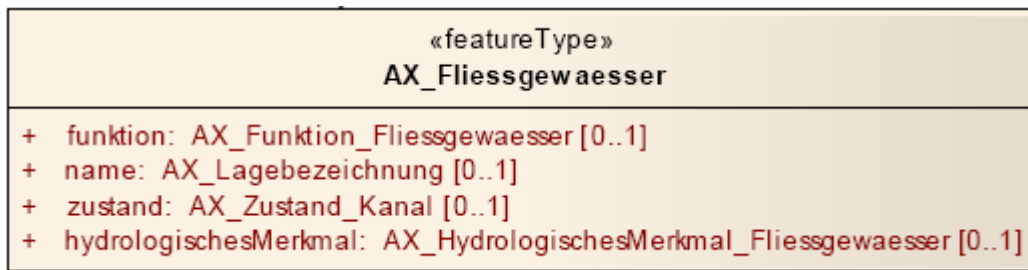 «featureType»
AX_Fliessgewaesser
+ funktion: AX_Funktion_Fliessgewaesser [0..1]
+ name: AX_Lagebezeichnung [0..1]
+ zustand: AX_Zustand_Kanal [0..1]
+ hydrologischesMerkmal: AX_HydrologischesMerkmal_Fliessgewaesser [0..1]